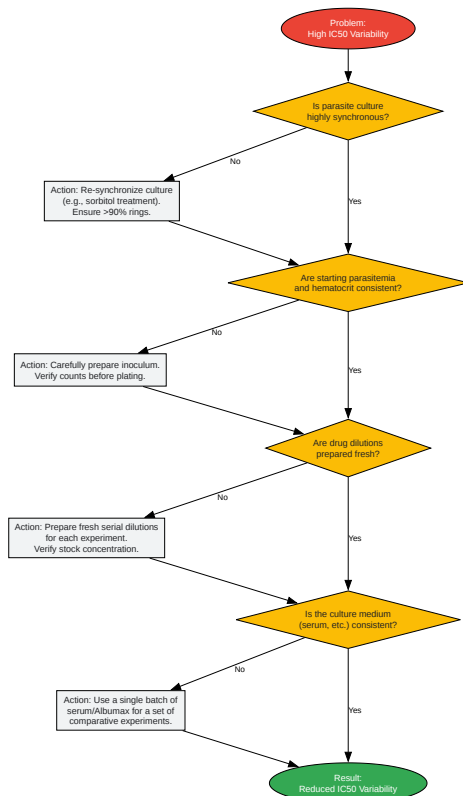 Problem:
High IC50 Variability
Is parasite culture
highly synchronous?
No
Yes
Action: Re-synchronize culture
(e.g., sorbitol treatment).
Ensure >90% rings.
Are starting parasitemia
and hematocrit consistent?
No
Yes
Action: Carefully prepare inoculum.
Verify counts before plating.
Are drug dilutions
prepared fresh?
No
Yes
Action: Prepare fresh serial dilutions
for each experiment.
Verify stock concentration.
Is the culture medium
(serum, etc.) consistent?
No
Yes
Action: Use a single batch of
serum/Albumax for a set of
comparative experiments.
Result:
Reduced IC50 Variability